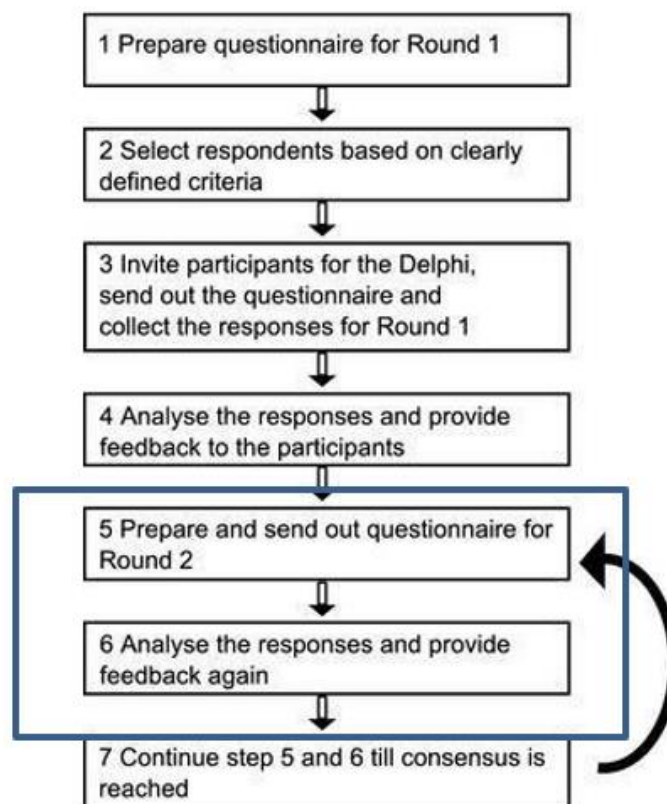 1 Prepare questionnaire for Round 1
2 Select respondents based on clearly
defined criteria
3 Invite participants for the Delphi,
send out the questionnaire and
collect the responses for Round 1
4 Analyse the responses and provide
feedback to the participants
5 Prepare and send out questionnaire for
Round 2
6 Analyse the responses and provide
feedback again
7 Continue step 5 and 6 till consensus is
reached